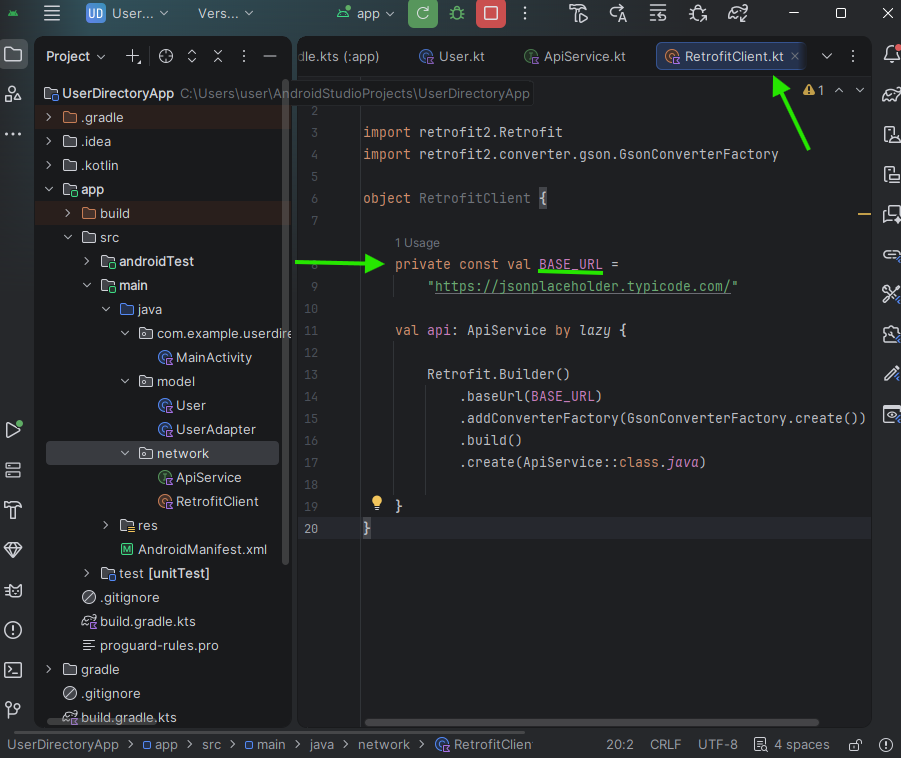 UD User... Vers... app
Project
dle.kts (:app) User.kt ApiService.kt RetrofitClient.kt
UserDirectoryApp C:\Users\user\AndroidStudioProjects\UserDirectoryApp
1
.gradle
.idea
.kotlin
app
build
src
androidTest
main
java
com.example.userdire
MainActivity
model
User
UserAdapter
network
ApiService
RetrofitClient
res
AndroidManifest.xml
test [unitTest]
.gitignore
build.gradle.kts
proguard-rules.pro
gradle
.gitignore
build.gradle.kts
2
3 import retrofit2.Retrofit
4 import retrofit2.converter.gson.GsonConverterFactory
5
6 object RetrofitClient {
7
1 Usage
8 private const val BASE_URL =
9 "https://jsonplaceholder.typicode.com/"
10
11 val api: ApiService by lazy {
12
13 Retrofit.Builder()
14 .baseUrl(BASE_URL)
15 .addConverterFactory(GsonConverterFactory.create())
16 .build()
17 .create(ApiService::class.java)
18
19 }
20 }
UserDirectoryApp > app > src > main > java > network > RetrofitClien 20:2 CRLF UTF-8 4 spaces